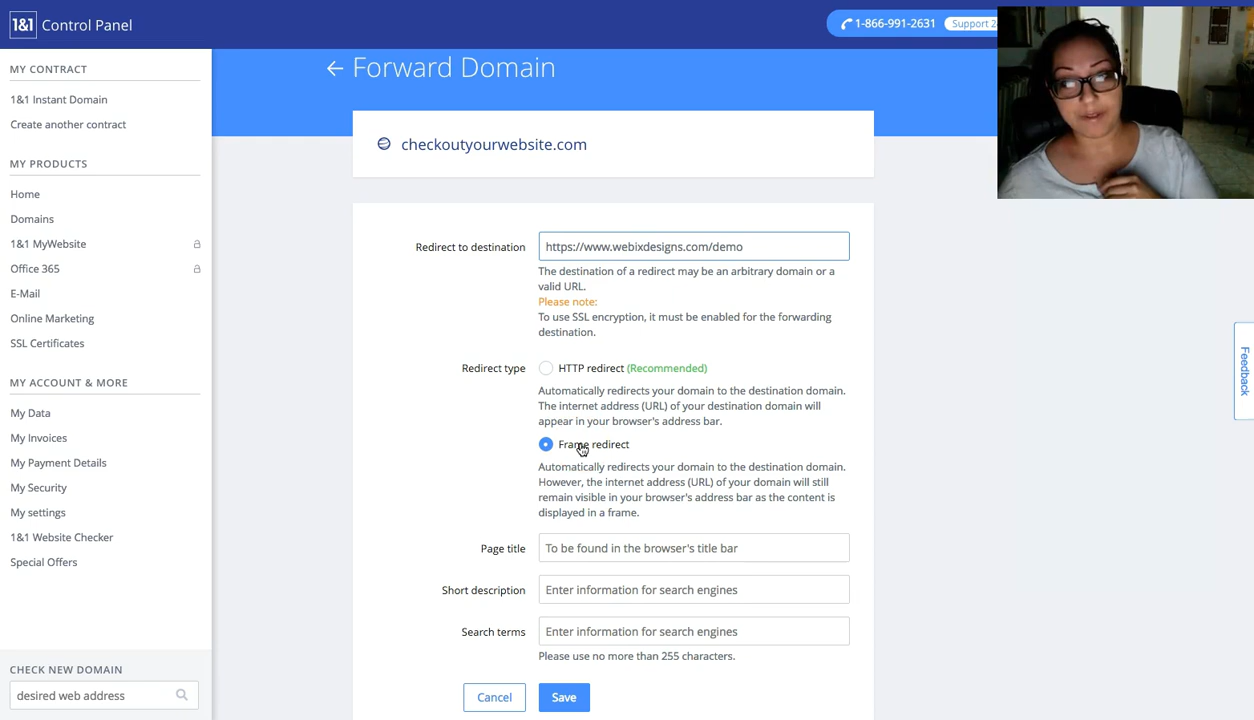 1&1 Control Panel
1-866-991-2631
Support 2
MY CONTRACT
1&1 Instant Domain
Create another contract
MY PRODUCTS
Home
Domains
1&1 MyWebsite
Office 365
E-Mail
Online Marketing
SSL Certificates
MY ACCOUNT & MORE
My Data
My Invoices
My Payment Details
My Security
My settings
1&1 Website Checker
Special Offers
CHECK NEW DOMAIN
desired web address
← Forward Domain
checkoutyourwebsite.com
Redirect to destination
https://www.webixdesigns.com/demo
The destination of a redirect may be an arbitrary domain or a
valid URL.
Please note:
To use SSL encryption, it must be enabled for the forwarding
destination.
Redirect type
HTTP redirect (Recommended)
Automatically redirects your domain to the destination domain.
The internet address (URL) of your destination domain will
appear in your browser's address bar.
Frame redirect
Automatically redirects your domain to the destination domain.
However, the internet address (URL) of your domain will still
remain visible in your browser's address bar as the content is
displayed in a frame.
Page title
To be found in the browser's title bar
Short description
Enter information for search engines
Search terms
Enter information for search engines
Please use no more than 255 characters.
Cancel
Save
Feedback